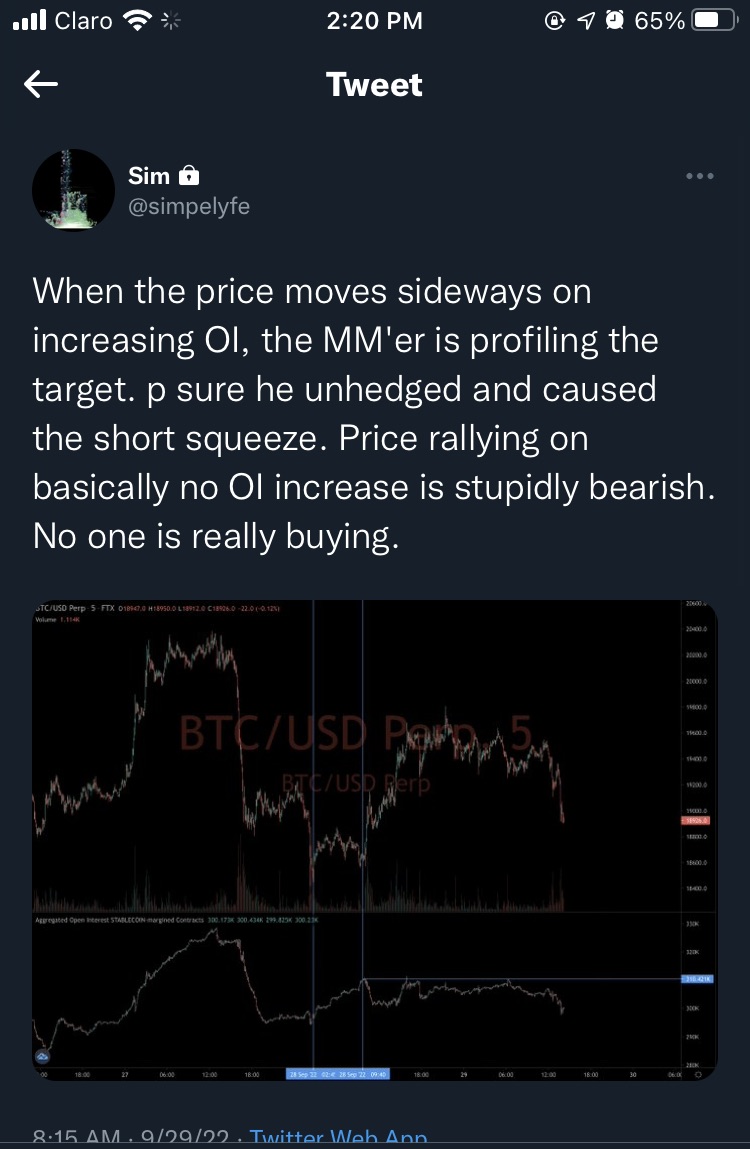 Claro
2:20 PM
65%
Tweet
Sim
@simpelyfe
When the price moves sideways on
increasing OI, the MM'er is profiling the
target. p sure he unhedged and caused
the short squeeze. Price rallying on
basically no OI increase is stupidly bearish.
No one is really buying.
BTC/USD Perp · 5 · FTX O18947.0 H18950.0 L18912.0 C18926.0 -22.0 (-0.12%)
Volume 1.114K
BTC/USD Perp, 5
BTC/USD Perp
20600.0
20400.0
20200.0
20000.0
19800.0
19600.0
19400.0
19200.0
19000.0
18926.0
18800.0
18600.0
18400.0
Aggregated Open Interest STABLECOIN-margined Contracts 300.173K 300.434K 299.825K 300.23K
330K
320K
310.421K
300K
290K
280K
18:00 27 06:00 12:00 18:00 28 Sep '22 02:4 28 Sep '22 09:40 18:00 29 06:00 12:00 18:00 30 06:0
8:15 AM · 9/29/22 · Twitter Web App